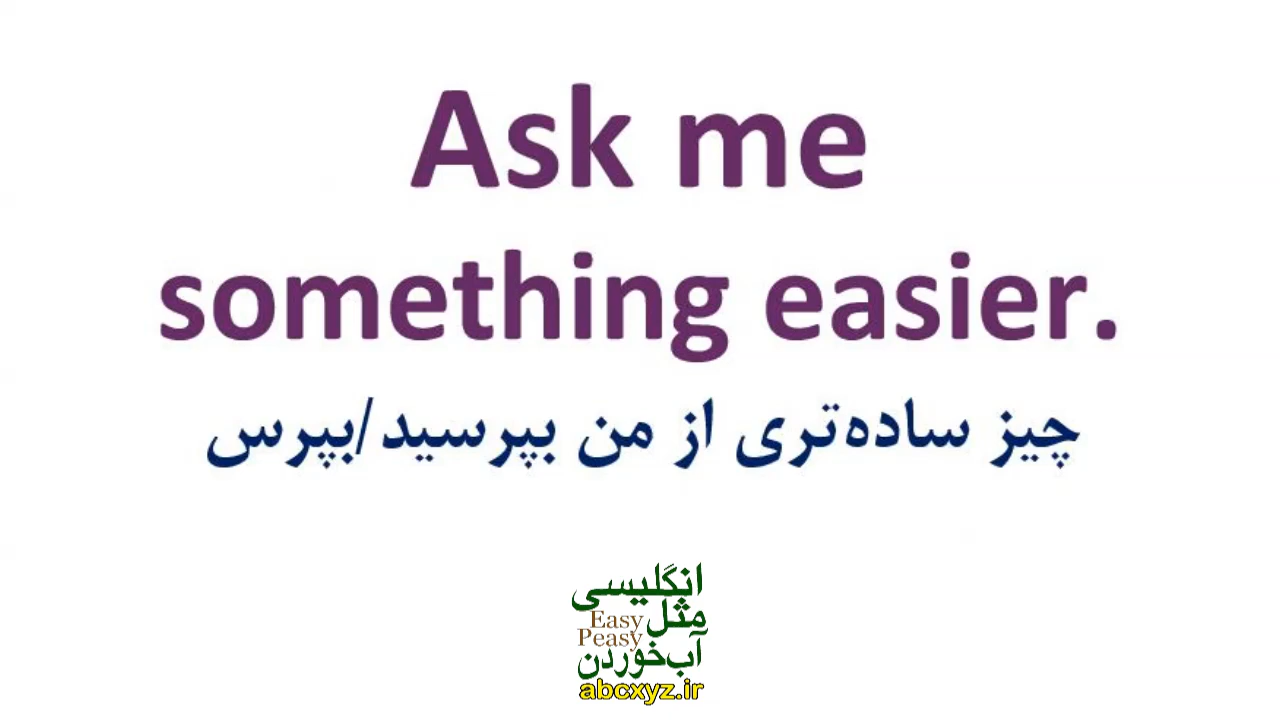 Ask me
something easier.
چیز ساده‌تری از من بپرسید/بپرس
انگلیسی
مثل
Easy
Peasy
آب‌خوردن
abcxyz.ir